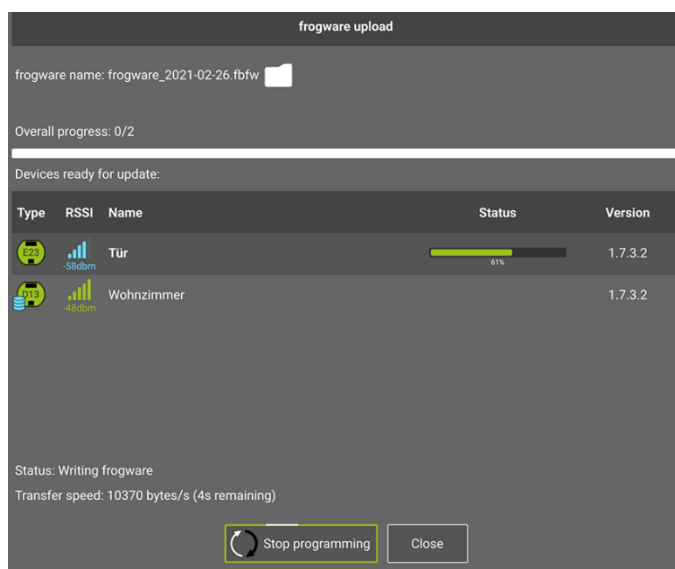 frogware upload
frogware name: frogware_2021-02-26.fbfw
Overall progress: 0/2
Devices ready for update:
Type RSSI Name Status Version
E23 -58dbm Tür 61% 1.7.3.2
D13 -48dbm Wohnzimmer 1.7.3.2
Status: Writing frogware
Transfer speed: 10370 bytes/s (4s remaining)
Stop programming Close